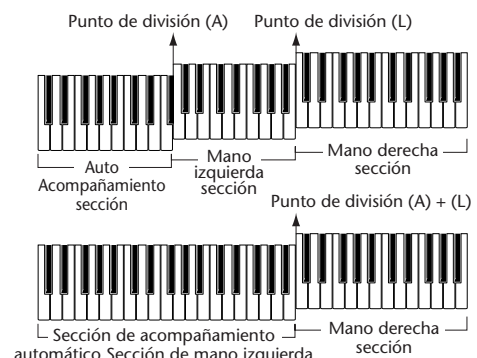 Punto de división (A)
Punto de división (L)
Auto
Acompañamiento
sección
Mano
izquierda
sección
Mano derecha
sección
Punto de división (A) + (L)
Sección de acompañamiento
automático Sección de mano izquierda
Mano derecha
sección